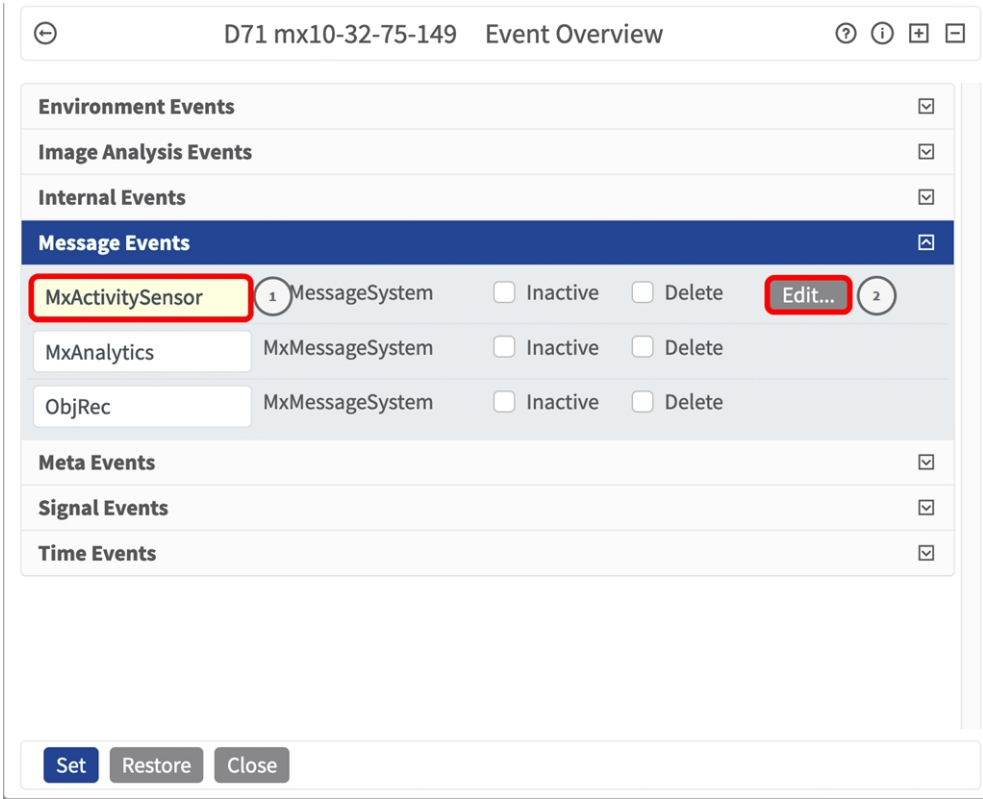 D71 mx10-32-75-149 Event Overview
Environment Events
Image Analysis Events
Internal Events
Message Events
MxActivitySensor 1 MessageSystem Inactive Delete Edit... 2
MxAnalytics MxMessageSystem Inactive Delete
ObjRec MxMessageSystem Inactive Delete
Meta Events
Signal Events
Time Events
Set Restore Close